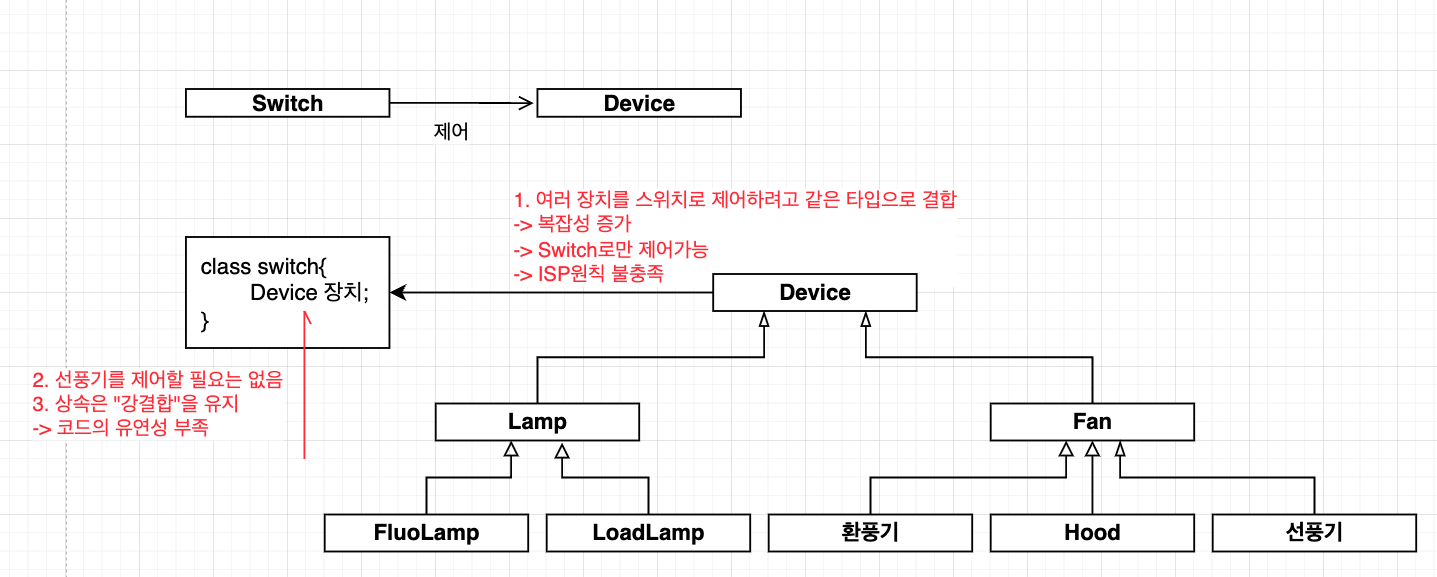 Switch
Device
제어
1. 여러 장치를 스위치로 제어하려고 같은 타입으로 결합
-> 복잡성 증가
-> Switch로만 제어가능
-> ISP원칙 불충족
class switch{
Device 장치;
}
Device
2. 선풍기를 제어할 필요는 없음
3. 상속은 "강결합"을 유지
-> 코드의 유연성 부족
Lamp
Fan
FluoLamp
LoadLamp
환풍기
Hood
선풍기